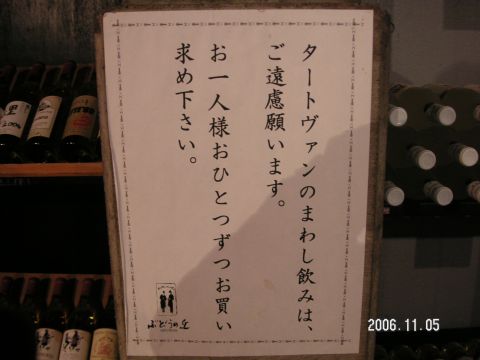 タートヴァンのまわし飲みは、
ご遠慮願います。
お一人様おひとつずつお買い
求め下さい。
ぶどうの丘
2006.11.05